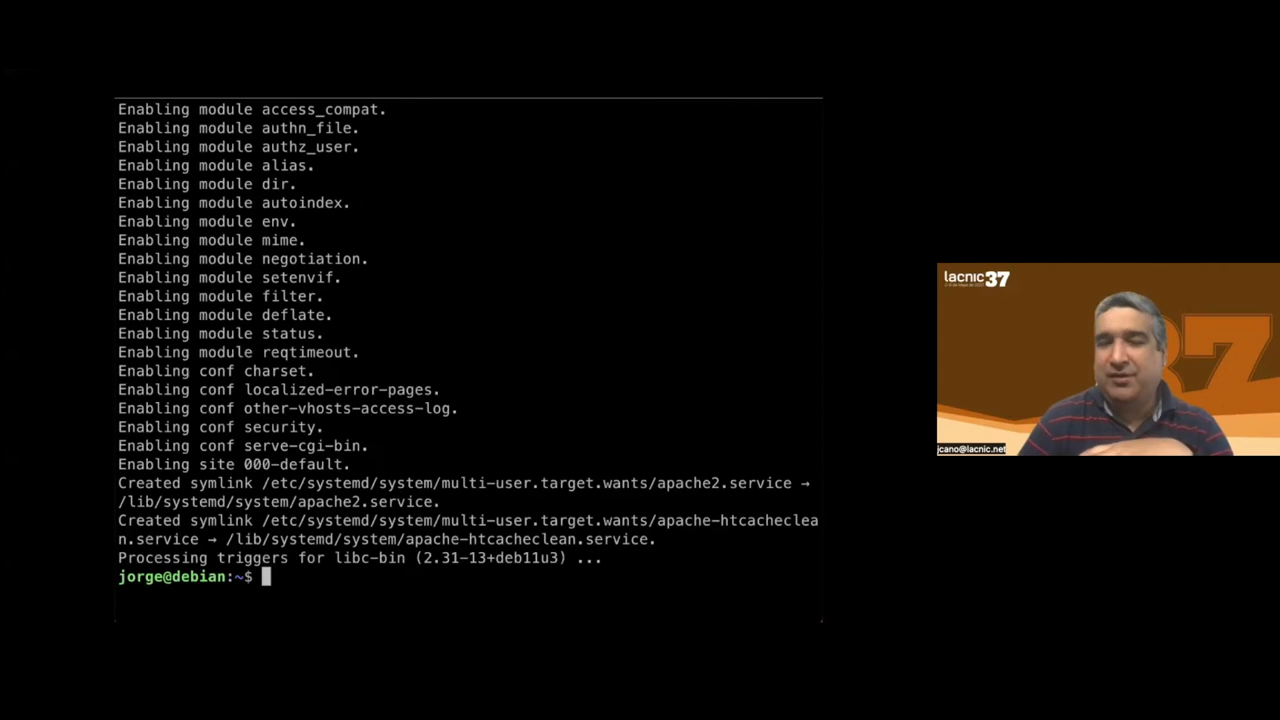 Enabling module access_compat.
Enabling module authn_file.
Enabling module authz_user.
Enabling module alias.
Enabling module dir.
Enabling module autoindex.
Enabling module env.
Enabling module mime.
Enabling module negotiation.
Enabling module setenvif.
Enabling module filter.
Enabling module deflate.
Enabling module status.
Enabling module reqtimeout.
Enabling conf charset.
Enabling conf localized-error-pages.
Enabling conf other-vhosts-access-log.
Enabling conf security.
Enabling conf serve-cgi-bin.
Enabling site 000-default.
Created symlink /etc/systemd/system/multi-user.target.wants/apache2.service →
/lib/systemd/system/apache2.service.
Created symlink /etc/systemd/system/multi-user.target.wants/apache-htcacheclea
n.service → /lib/systemd/system/apache-htcacheclean.service.
Processing triggers for libc-bin (2.31-13+deb11u3) ...
jorge@debian:~$
lacnic 37
37
jcano@lacnic.net